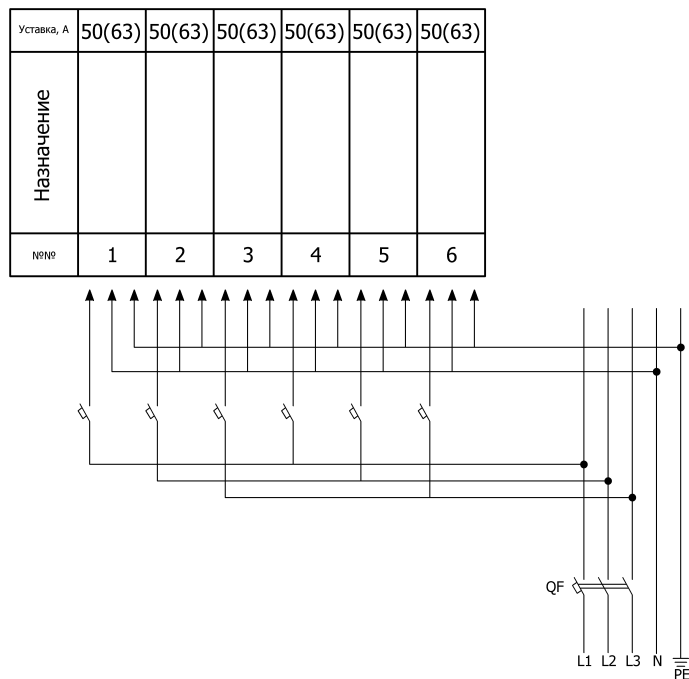 Уставка, А 50(63) 50(63) 50(63) 50(63) 50(63) 50(63)
Назначение
№№ 1 2 3 4 5 6
QF
L1 L2 L3 N
PE